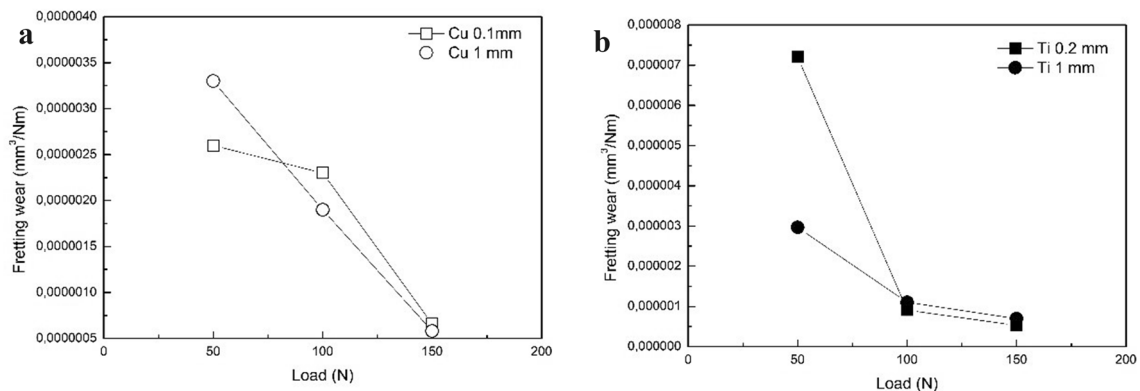 a
Cu 0.1mm
Cu 1 mm
Fretting wear (mm³/Nm)
0,0000040
0,0000035
0,0000030
0,0000025
0,0000020
0,0000015
0,0000010
0,0000005
0 50 100 150 200
Load (N)
b
Ti 0.2 mm
Ti 1 mm
Fretting wear (mm³/Nm)
0,000008
0,000007
0,000006
0,000005
0,000004
0,000003
0,000002
0,000001
0,000000
0 50 100 150 200
Load (N)